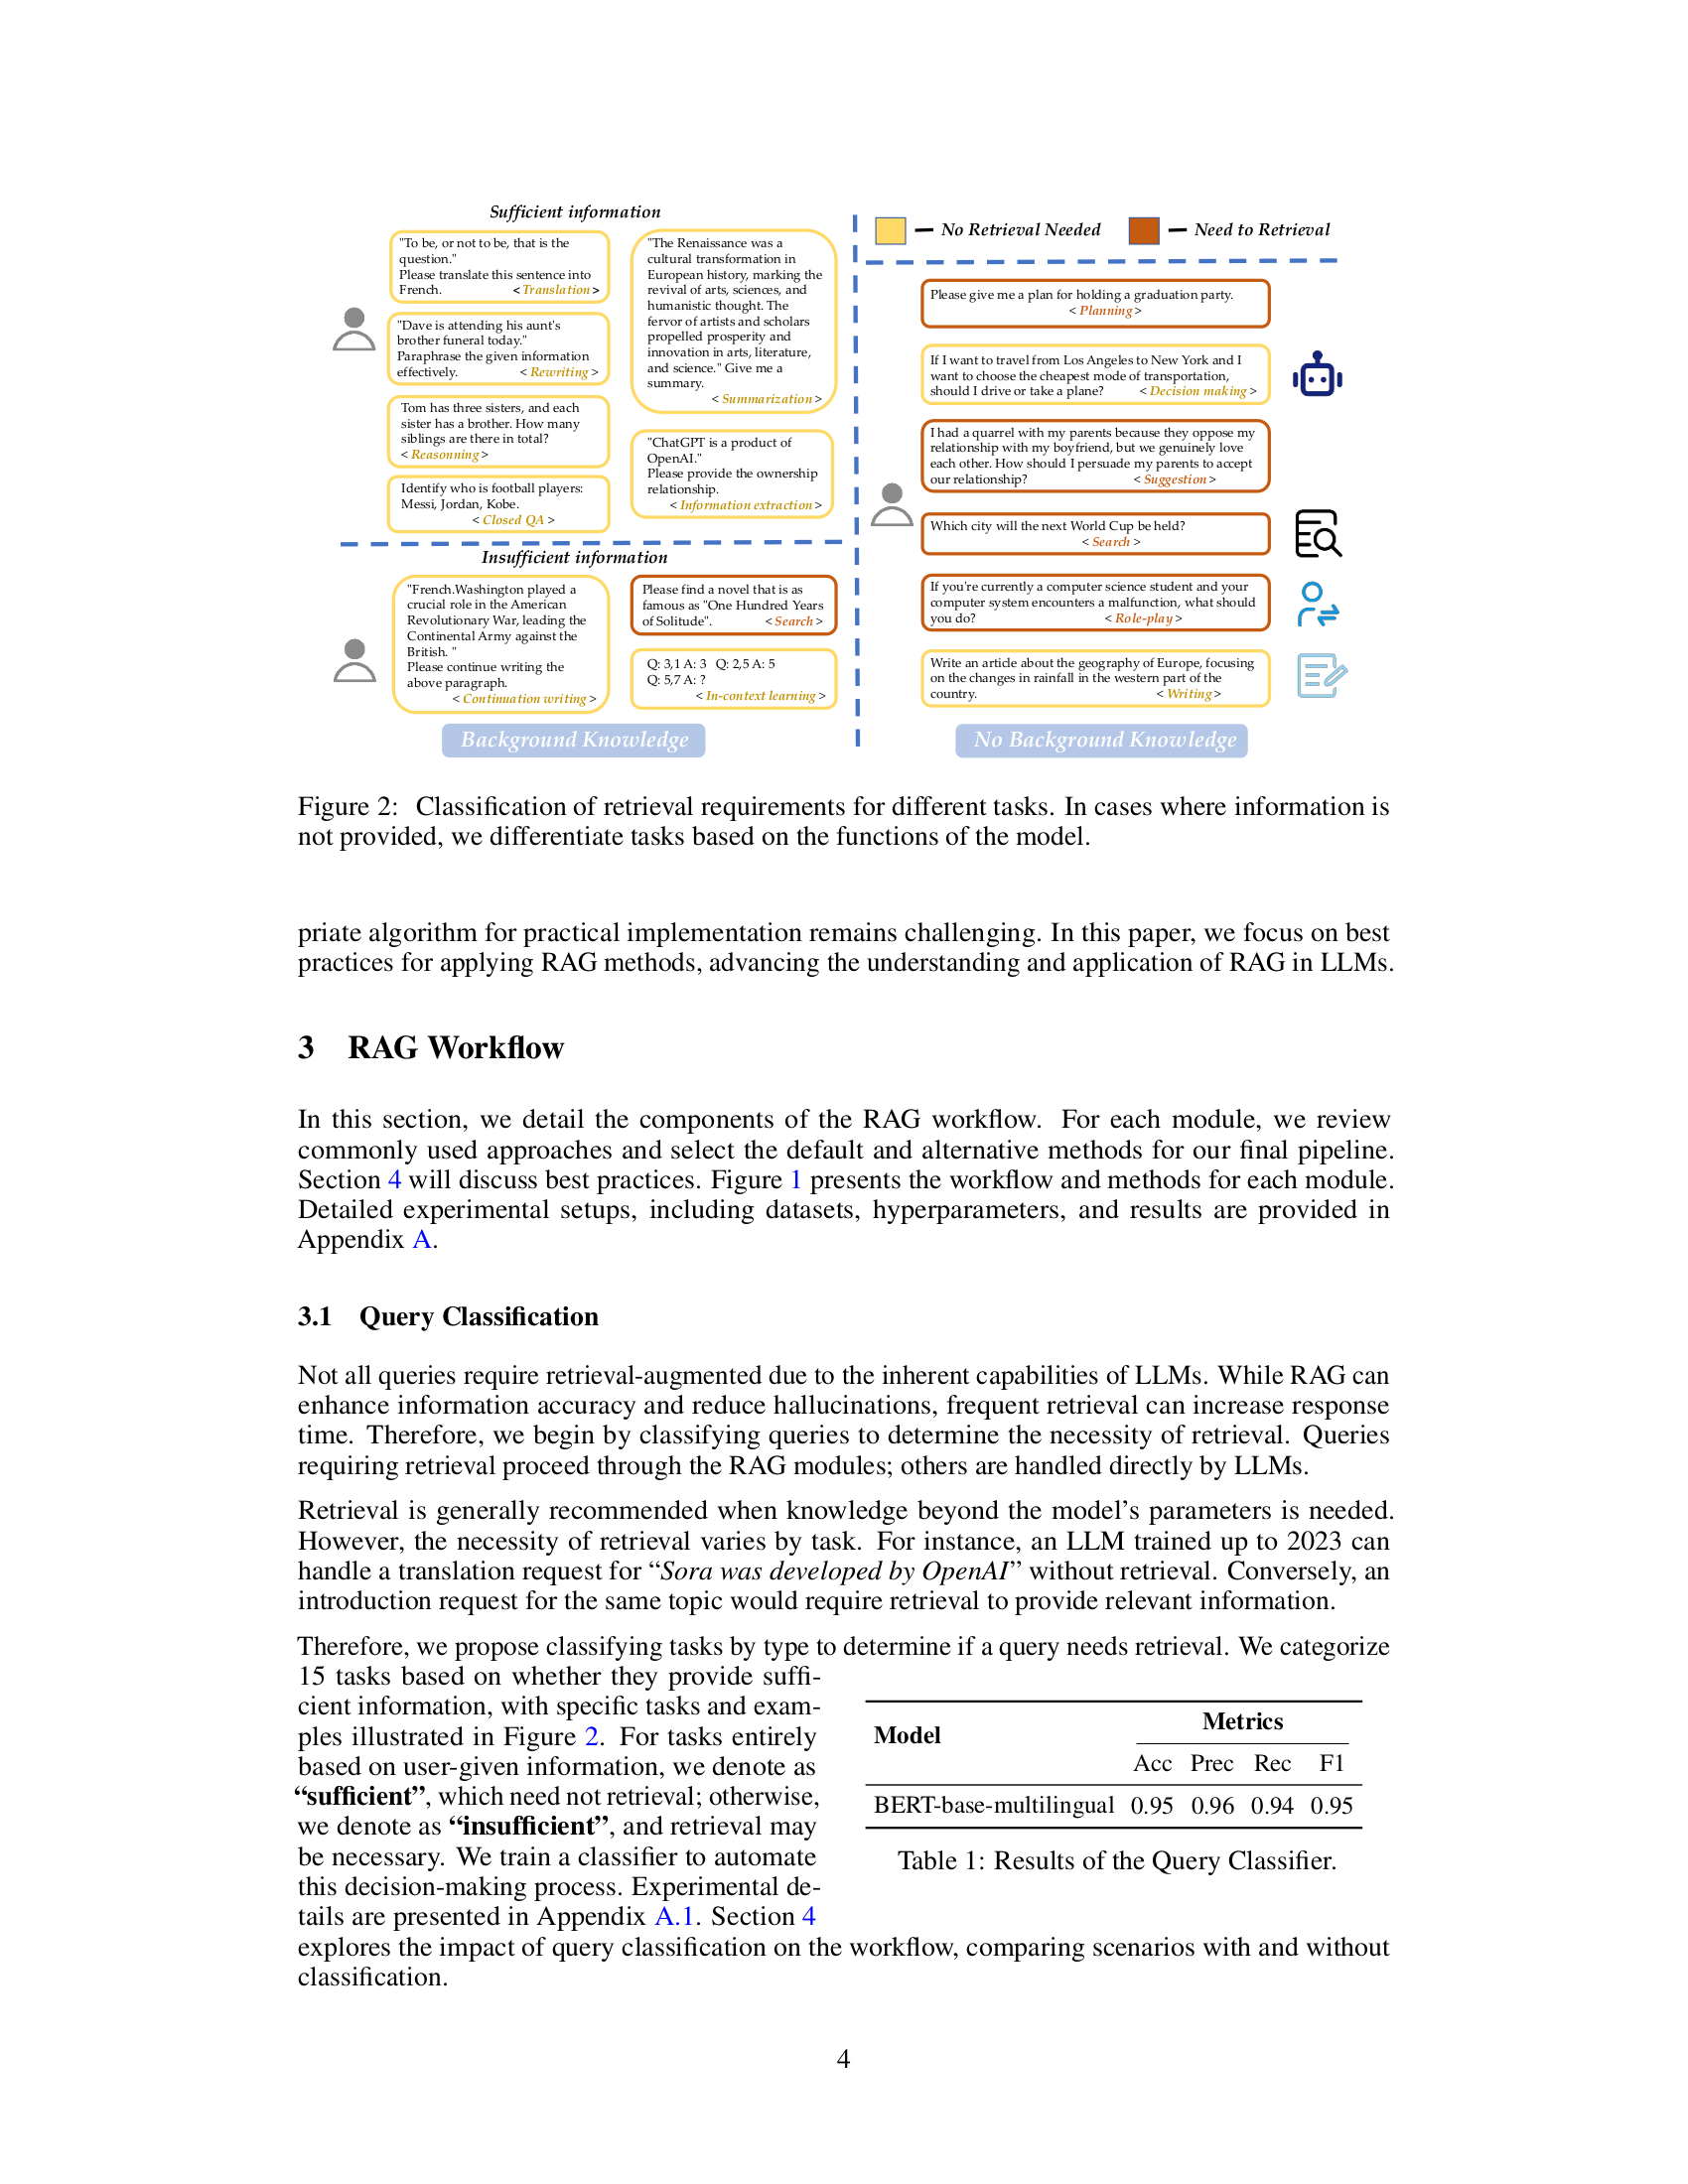 Sufficient information
"To be, or not to be, that is the
question."
Please translate this sentence into
French. < Translation >
"Dave is attending his aunt's
brother funeral today."
Paraphrase the given information
effectively. < Rewriting >
Tom has three sisters, and each
sister has a brother. How many
siblings are there in total?
< Reasonning >
Identify who is football players:
Messi, Jordan, Kobe.
< Closed QA >
"The Renaissance was a
cultural transformation in
European history, marking the
revival of arts, sciences, and
humanistic thought. The
fervor of artists and scholars
propelled prosperity and
innovation in arts, literature,
and science." Give me a
summary.
< Summarization >
"ChatGPT is a product of
OpenAI."
Please provide the ownership
relationship.
< Information extraction >
Insufficient information
"French.Washington played a
crucial role in the American
Revolutionary War, leading the
Continental Army against the
British. "
Please continue writing the
above paragraph.
< Continuation writing >
Please find a novel that is as
famous as "One Hundred Years
of Solitude". < Search >
Q: 3,1 A: 3 Q: 2,5 A: 5
Q: 5,7 A: ?
< In-context learning >
Background Knowledge
No Retrieval Needed
Need to Retrieval
Please give me a plan for holding a graduation party.
< Planning >
If I want to travel from Los Angeles to New York and I
want to choose the cheapest mode of transportation,
should I drive or take a plane? < Decision making >
I had a quarrel with my parents because they oppose my
relationship with my boyfriend, but we genuinely love
each other. How should I persuade my parents to accept
our relationship? < Suggestion >
Which city will the next World Cup be held?
< Search >
If you're currently a computer science student and your
computer system encounters a malfunction, what should
you do? < Role-play >
Write an article about the geography of Europe, focusing
on the changes in rainfall in the western part of the
country. < Writing >
No Background Knowledge
Figure 2: Classification of retrieval requirements for different tasks. In cases where information is
not provided, we differentiate tasks based on the functions of the model.
priate algorithm for practical implementation remains challenging. In this paper, we focus on best
practices for applying RAG methods, advancing the understanding and application of RAG in LLMs.
3 RAG Workflow
In this section, we detail the components of the RAG workflow. For each module, we review
commonly used approaches and select the default and alternative methods for our final pipeline.
Section 4 will discuss best practices. Figure 1 presents the workflow and methods for each module.
Detailed experimental setups, including datasets, hyperparameters, and results are provided in
Appendix A.
3.1 Query Classification
Not all queries require retrieval-augmented due to the inherent capabilities of LLMs. While RAG can
enhance information accuracy and reduce hallucinations, frequent retrieval can increase response
time. Therefore, we begin by classifying queries to determine the necessity of retrieval. Queries
requiring retrieval proceed through the RAG modules; others are handled directly by LLMs.
Retrieval is generally recommended when knowledge beyond the model's parameters is needed.
However, the necessity of retrieval varies by task. For instance, an LLM trained up to 2023 can
handle a translation request for “Sora was developed by OpenAI” without retrieval. Conversely, an
introduction request for the same topic would require retrieval to provide relevant information.
Therefore, we propose classifying tasks by type to determine if a query needs retrieval. We categorize
15 tasks based on whether they provide suffi-
cient information, with specific tasks and exam-
ples illustrated in Figure 2. For tasks entirely
based on user-given information, we denote as
“sufficient”, which need not retrieval; otherwise,
we denote as “insufficient”, and retrieval may
be necessary. We train a classifier to automate
this decision-making process. Experimental de-
tails are presented in Appendix A.1. Section 4
explores the impact of query classification on the workflow, comparing scenarios with and without
classification.
Model Metrics
Acc Prec Rec F1
BERT-base-multilingual 0.95 0.96 0.94 0.95
Table 1: Results of the Query Classifier.
4